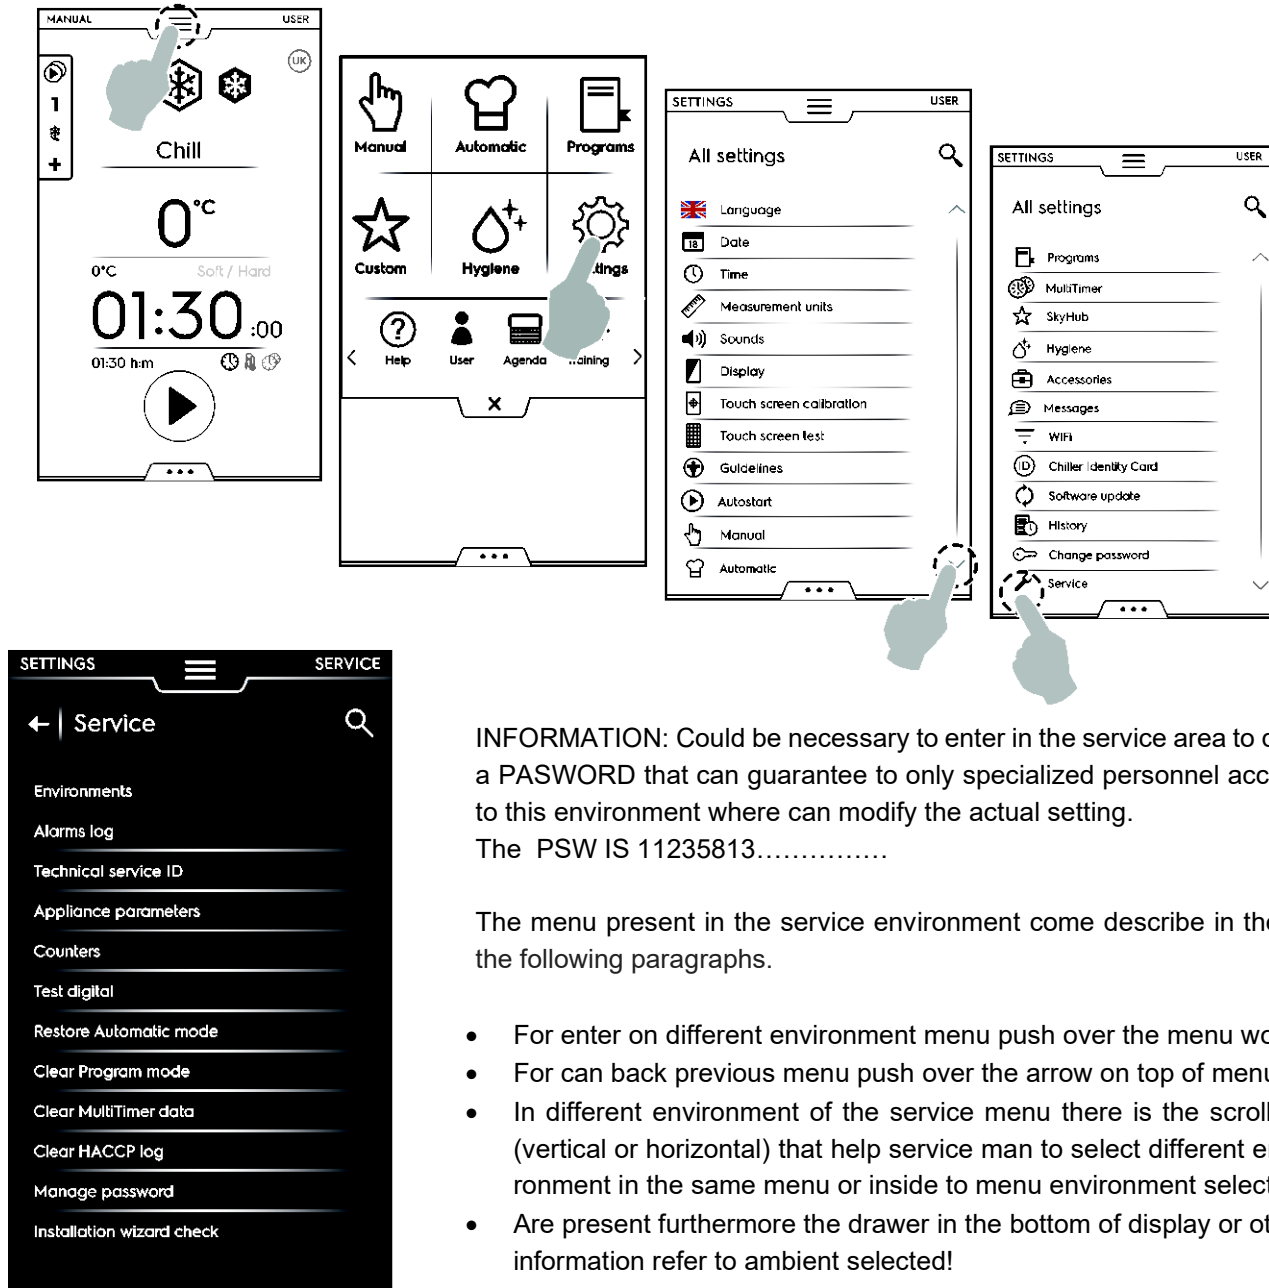 MANUAL USER
UK
1
+
Chill
0°C
0°C Soft / Hard
01:30 :00
01:30 h:m
Manual Automatic Programs
Custom Hygiene
? Help User Agenda
X
SETTINGS USER
All settings
Language
18 Date
Time
Measurement units
Sounds
Display
Touch screen calibration
Touch screen test
Guidelines
Autostart
Manual
Automatic
SETTINGS USER
All settings
Programs
MultiTimer
SkyHub
Hygiene
Accessories
Messages
WiFi
ID Chiller Identity Card
Software update
History
Change password
Service
SETTINGS SERVICE
Service
Environments
Alarms log
Technical service ID
Appliance parameters
Counters
Test digital
Restore Automatic mode
Clear Program mode
Clear MultiTimer data
Clear HACCP log
Manage password
Installation wizard check
INFORMATION: Could be necessary to enter in the service area to
a PASWORD that can guarantee to only specialized personnel
to this environment where can modify the actual setting.
The PSW IS 11235813……………
The menu present in the service environment come describe in
the following paragraphs.
• For enter on different environment menu push over the menu
• For can back previous menu push over the arrow on top of menu
• In different environment of the service menu there is the scroll
(vertical or horizontal) that help service man to select different
ronment in the same menu or inside to menu environment
• Are present furthermore the drawer in the bottom of display or
information refer to ambient selected!